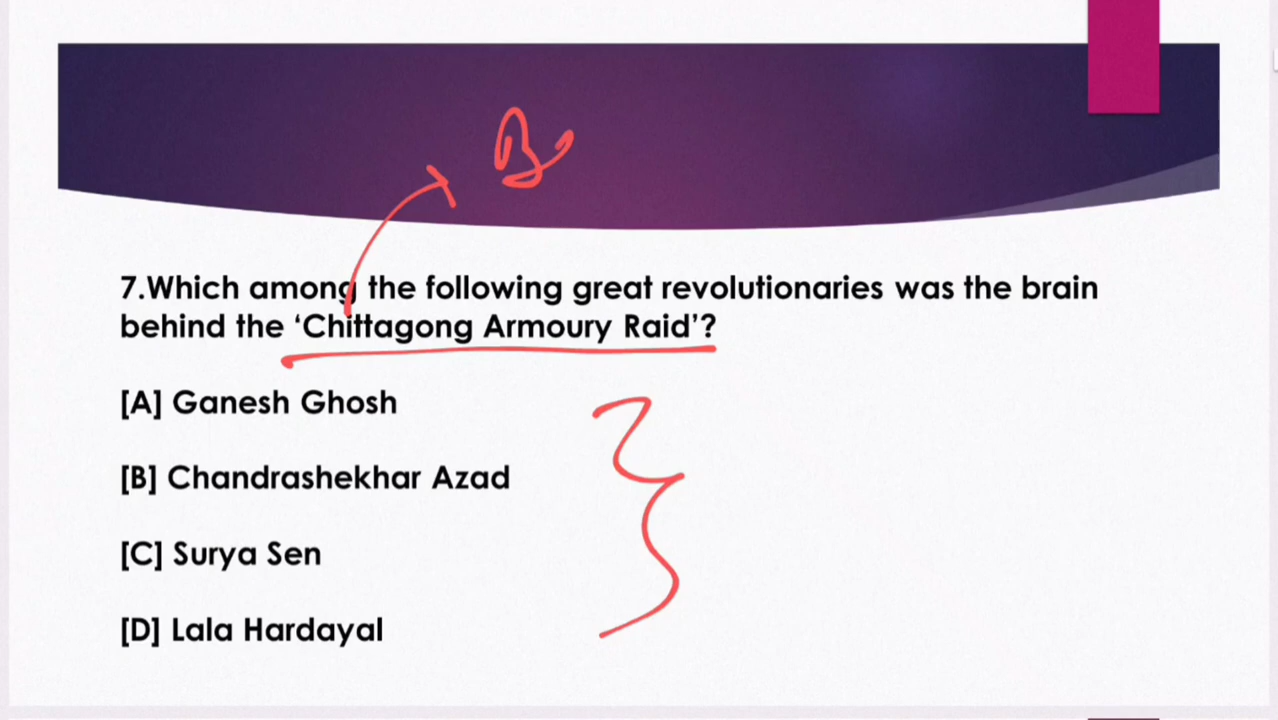 7.Which among the following great revolutionaries was the brain
behind the ‘Chittagong Armoury Raid’?
[A] Ganesh Ghosh
[B] Chandrashekhar Azad
[C] Surya Sen
[D] Lala Hardayal